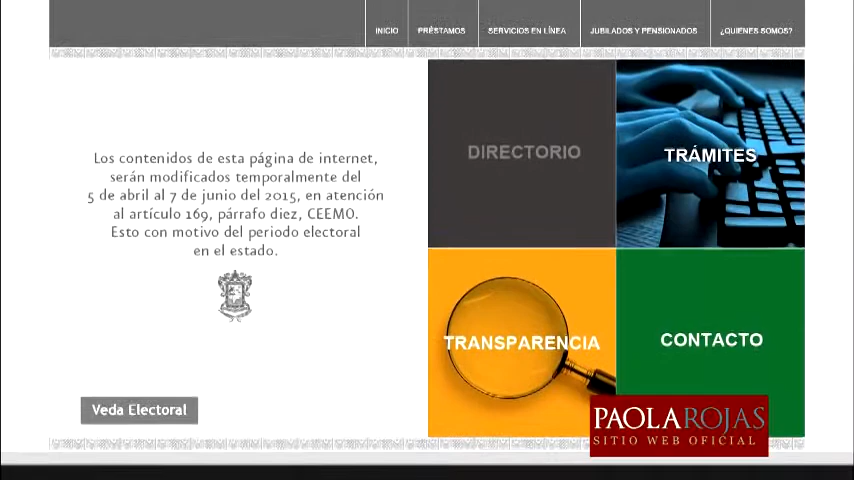 INICIO
PRÉSTAMOS
SERVICIOS EN LÍNEA
JUBILADOS Y PENSIONADOS
¿QUIENES SOMOS?
Los contenidos de esta página de internet,
serán modificados temporalmente del
5 de abril al 7 de junio del 2015, en atención
al artículo 169, párrafo diez, CEEMO.
Esto con motivo del periodo electoral
en el estado.
Veda Electoral
DIRECTORIO
TRÁMITES
TRANSPARENCIA
CONTACTO
PAOLAROJAS
SITIO WEB OFICIAL